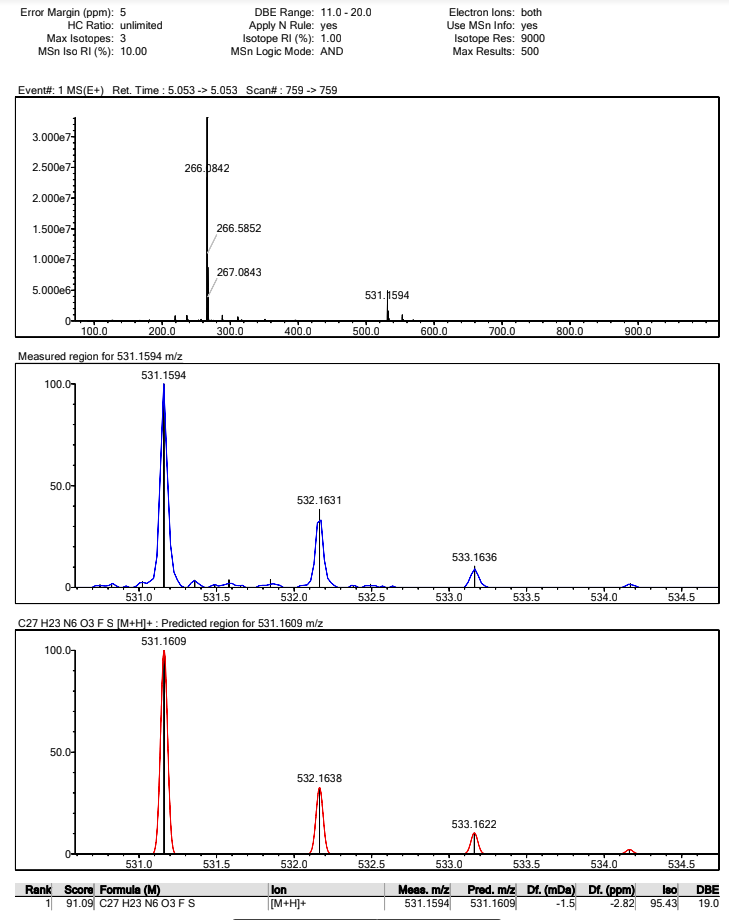 Error Margin (ppm): 5 DBE Range: 11.0 - 20.0 Electron Ions: both
HC Ratio: unlimited Apply N Rule: yes Use MSn Info: yes
Max Isotopes: 3 Isotope RI (%): 1.00 Isotope Res: 9000
MSn Iso RI (%): 10.00 MSn Logic Mode: AND Max Results: 500
Event#: 1 MS(E+) Ret. Time : 5.053 -> 5.053 Scan# : 759 -> 759
3.000e7
2.500e7
266.0842
2.000e7
266.5852
1.500e7
1.000e7
267.0843
5.000e6
531.1594
0
100.0 200.0 300.0 400.0 500.0 600.0 700.0 800.0 900.0
Measured region for 531.1594 m/z
531.1594
100.0
50.0
532.1631
533.1636
0
531.0 531.5 532.0 532.5 533.0 533.5 534.0 534.5
C27 H23 N6 O3 F S [M+H]+ : Predicted region for 531.1609 m/z
531.1609
100.0
50.0
532.1638
533.1622
0
531.0 531.5 532.0 532.5 533.0 533.5 534.0 534.5
Rank Score Formula (M) Ion Meas. m/z Pred. m/z Df. (mDa) Df. (ppm) Iso DBE
1 91.09 C27 H23 N6 O3 F S [M+H]+ 531.1594 531.1609 -1.5 -2.82 95.43 19.0